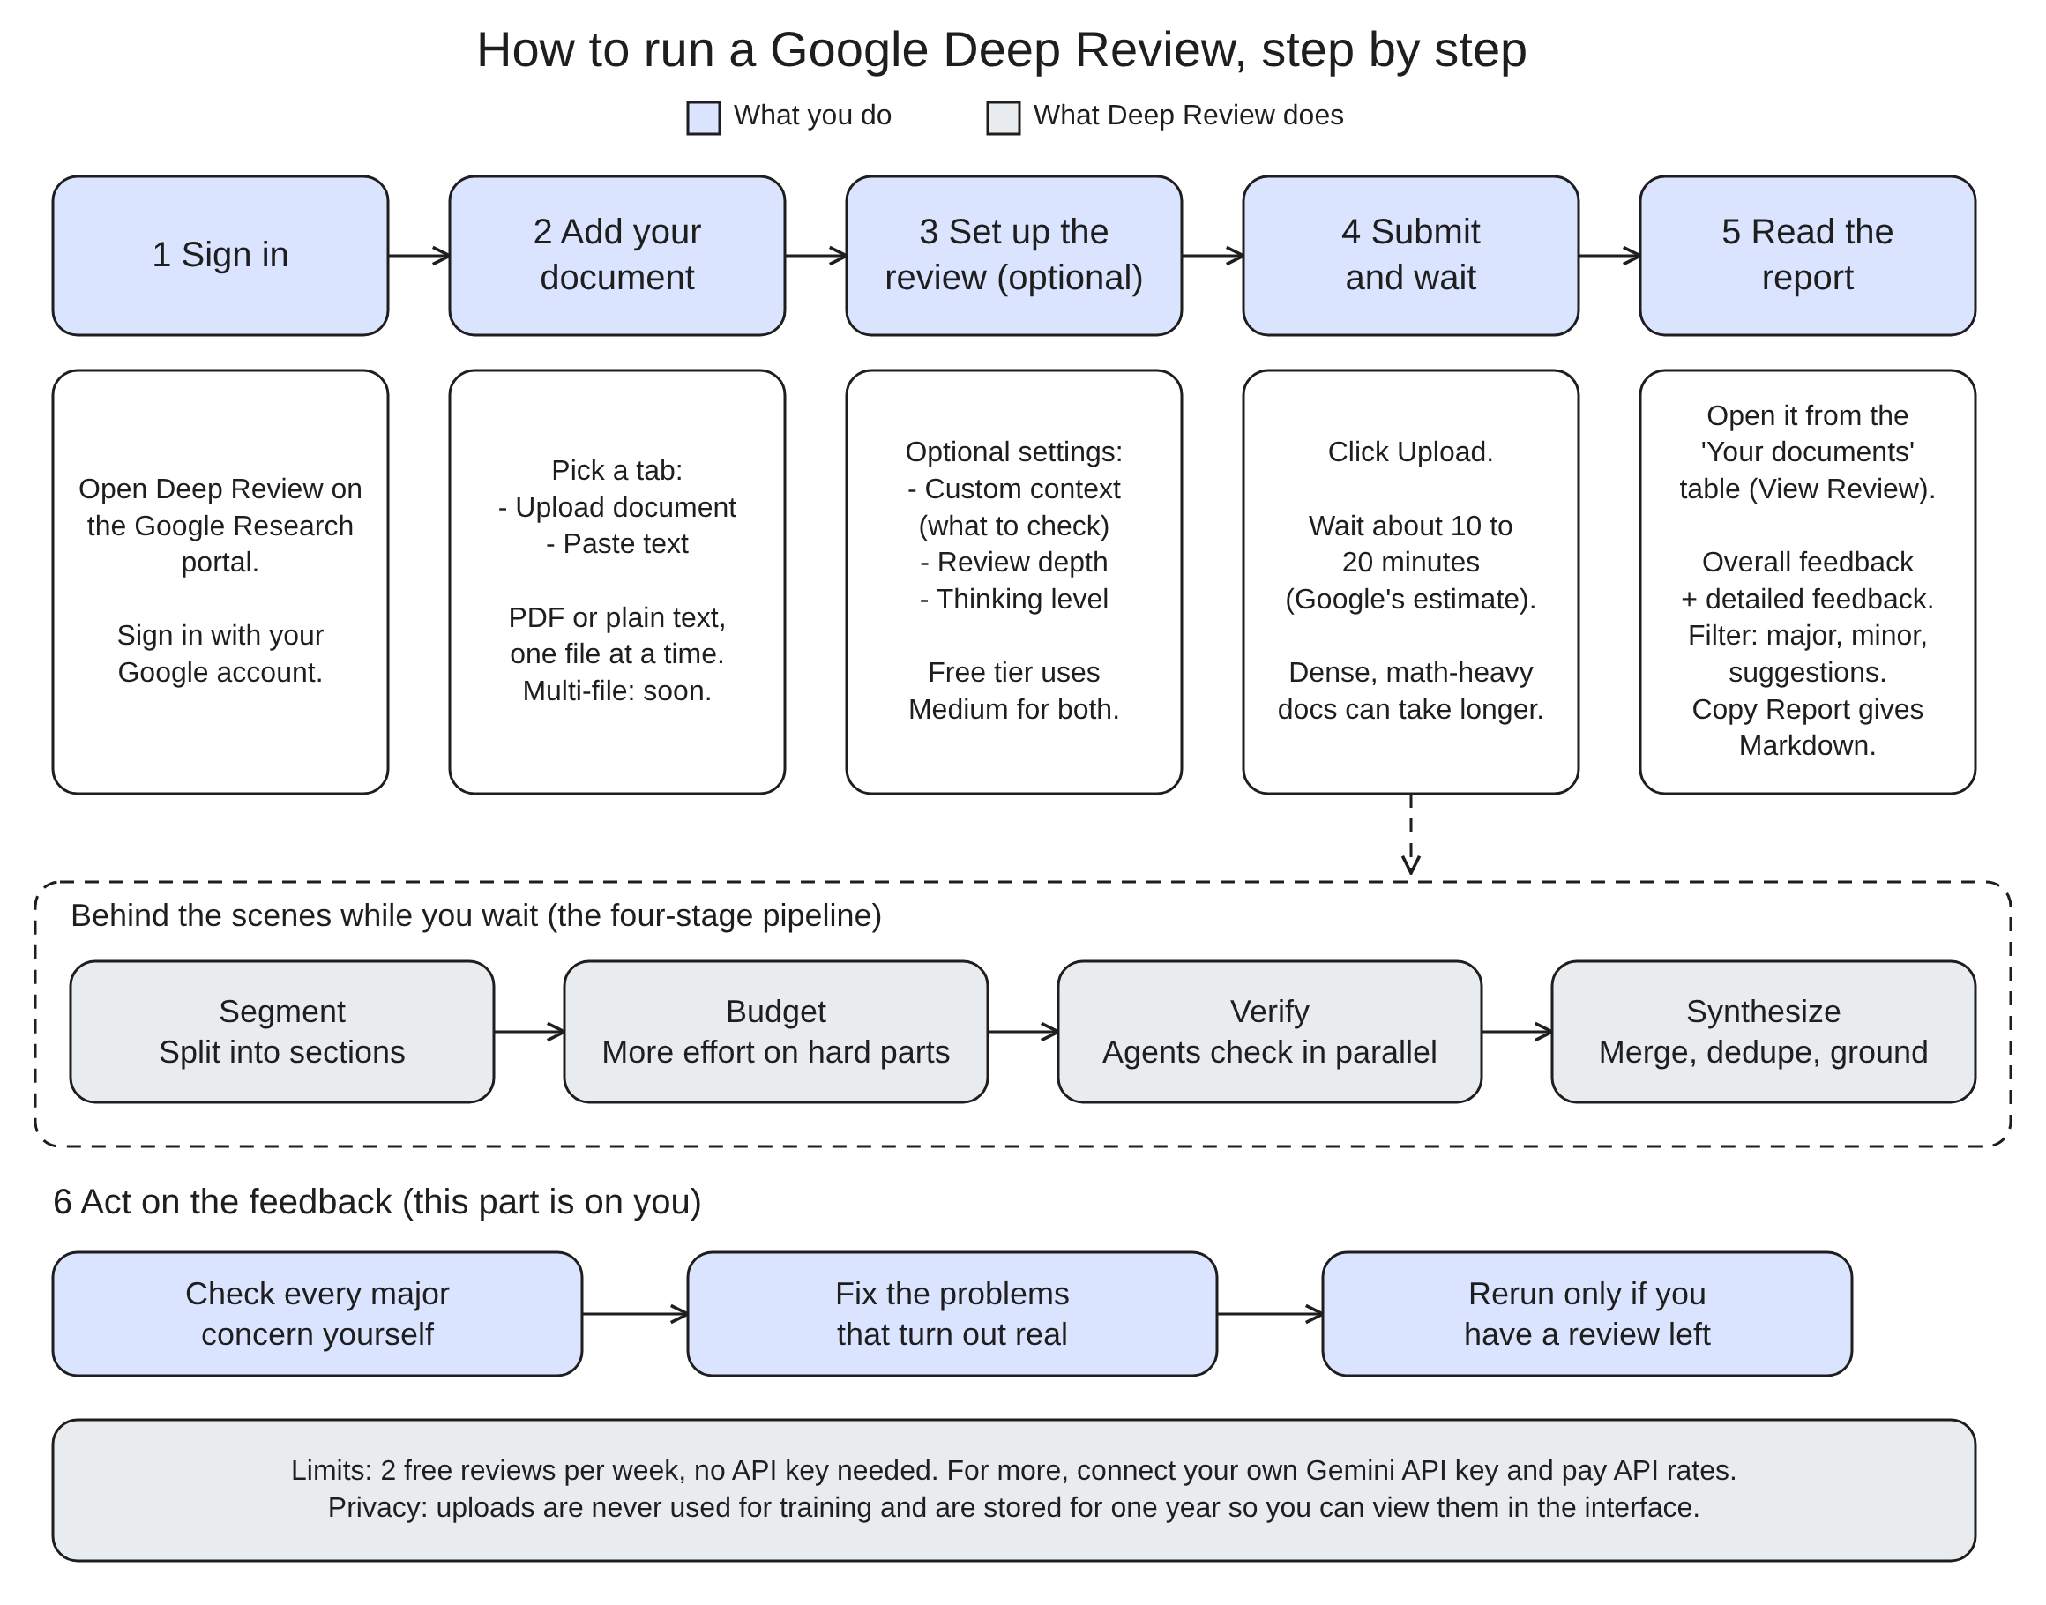 How to run a Google Deep Review, step by step
What you do
What Deep Review does
1 Sign in
2 Add your
document
3 Set up the
review (optional)
4 Submit
and wait
5 Read the
report
Open Deep Review on
the Google Research
portal.
Sign in with your
Google account.
Pick a tab:
- Upload document
- Paste text
PDF or plain text,
one file at a time.
Multi-file: soon.
Optional settings:
- Custom context
(what to check)
- Review depth
- Thinking level
Free tier uses
Medium for both.
Click Upload.
Wait about 10 to
20 minutes
(Google's estimate).
Dense, math-heavy
docs can take longer.
Open it from the
'Your documents'
table (View Review).
Overall feedback
+ detailed feedback.
Filter: major, minor,
suggestions.
Copy Report gives
Markdown.
Behind the scenes while you wait (the four-stage pipeline)
Segment
Split into sections
Budget
More effort on hard parts
Verify
Agents check in parallel
Synthesize
Merge, dedupe, ground
6 Act on the feedback (this part is on you)
Check every major
concern yourself
Fix the problems
that turn out real
Rerun only if you
have a review left
Limits: 2 free reviews per week, no API key needed. For more, connect your own Gemini API key and pay API rates.
Privacy: uploads are never used for training and are stored for one year so you can view them in the interface.